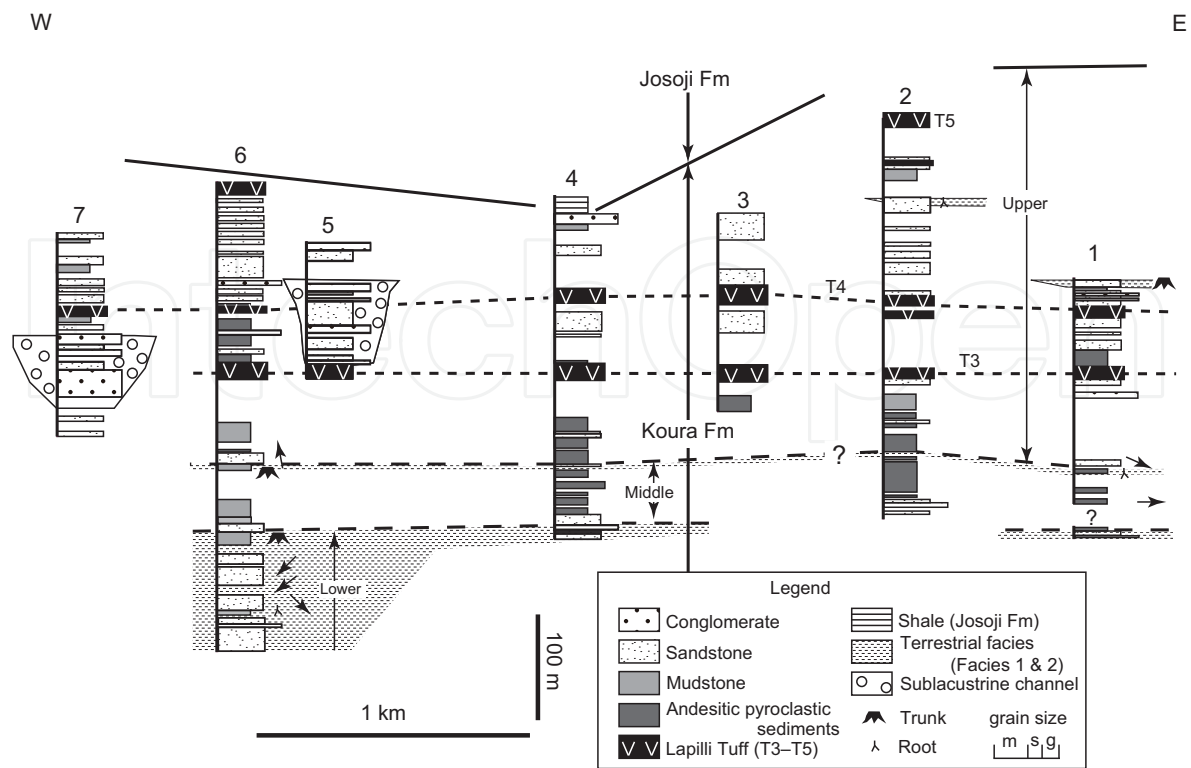 W
E
Josoji Fm
2
T5
6
4
3
7
5
Upper
1
T4
T3
Koura Fm
?
Middle
?
Lower
Legend
Conglomerate
Sandstone
Mudstone
Andesitic pyroclastic
sediments
Lapilli Tuff (T3–T5)
Shale (Josoji Fm)
Terrestrial facies
(Facies 1 & 2)
Sublacustrine channel
Trunk
Root
grain size
m s g
100 m
1 km
IntechOpen